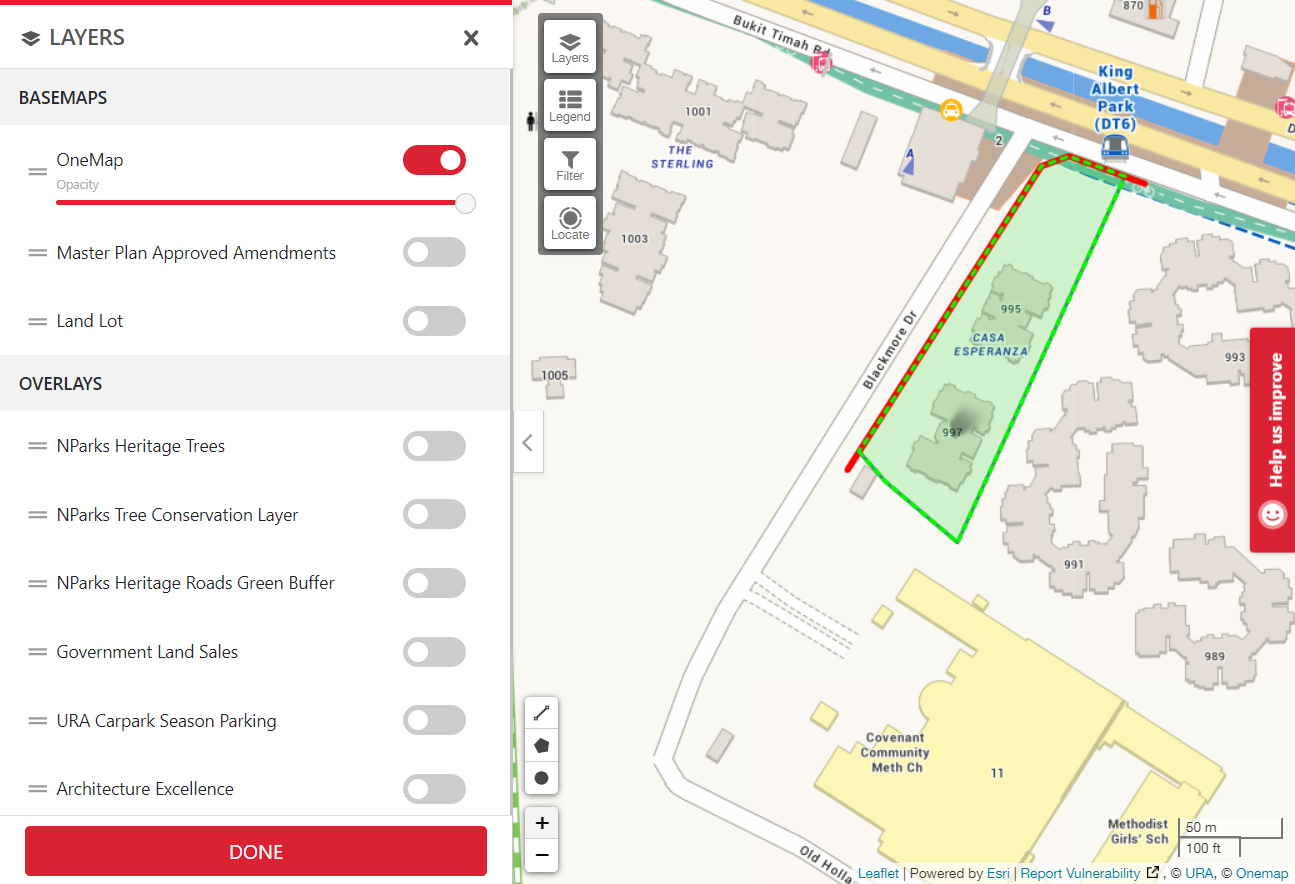 LAYERS
BASEMAPS
OneMap
Opacity
Master Plan Approved Amendments
Land Lot
OVERLAYS
NParks Heritage Trees
NParks Tree Conservation Layer
NParks Heritage Roads Green Buffer
Government Land Sales
URA Carpark Season Parking
Architecture Excellence
DONE
Layers
Legend
Filter
Locate
Bukit Timah Rd
B
870
King
Albert
Park
(DT6)
1001
THE
STERLING
2
A
D
1003
995
CASA
ESPERANZA
993
Blackmore Dr
1005
997
Help us improve
991
989
Covenant
Community
Meth Ch
11
Methodist
Girls' Sch
Old Holla
+
−
50 m
100 ft
Leaflet | Powered by Esri | Report Vulnerability , © URA, © Onemap